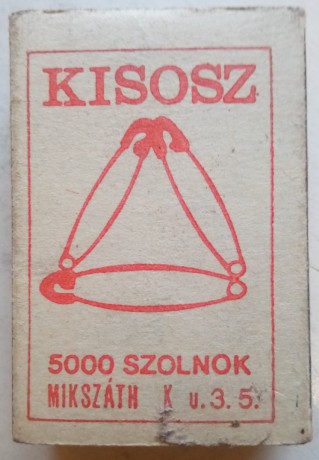 KISOSZ
5000 SZOLNOK
MIKSZÁTH K u. 3. 5.